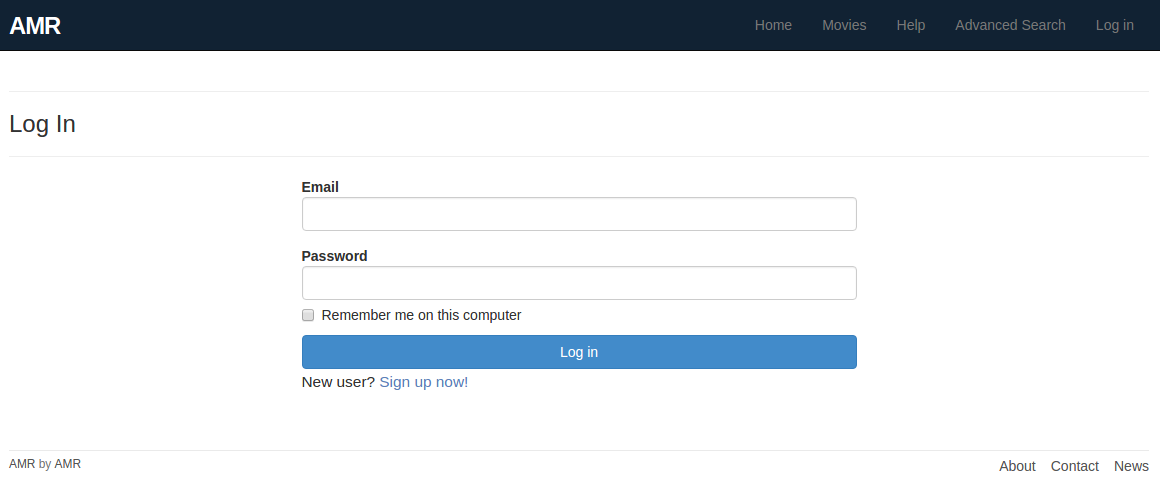 AMR Home Movies Help Advanced Search Log in
Log In
Email
Password
Remember me on this computer
Log in
New user? Sign up now!
AMR by AMR About Contact News